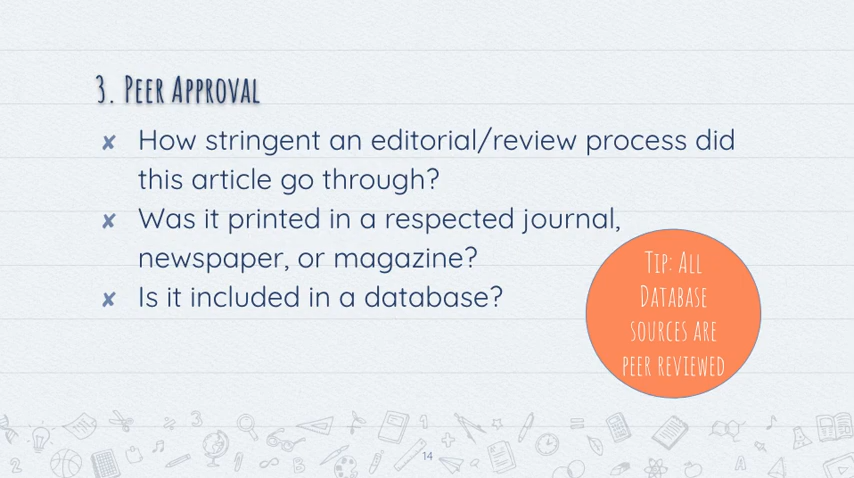 3. Peer Approval
✘ How stringent an editorial/review process did
this article go through?
✘ Was it printed in a respected journal,
newspaper, or magazine?
✘ Is it included in a database?
Tip: All
Database
sources are
peer reviewed
14